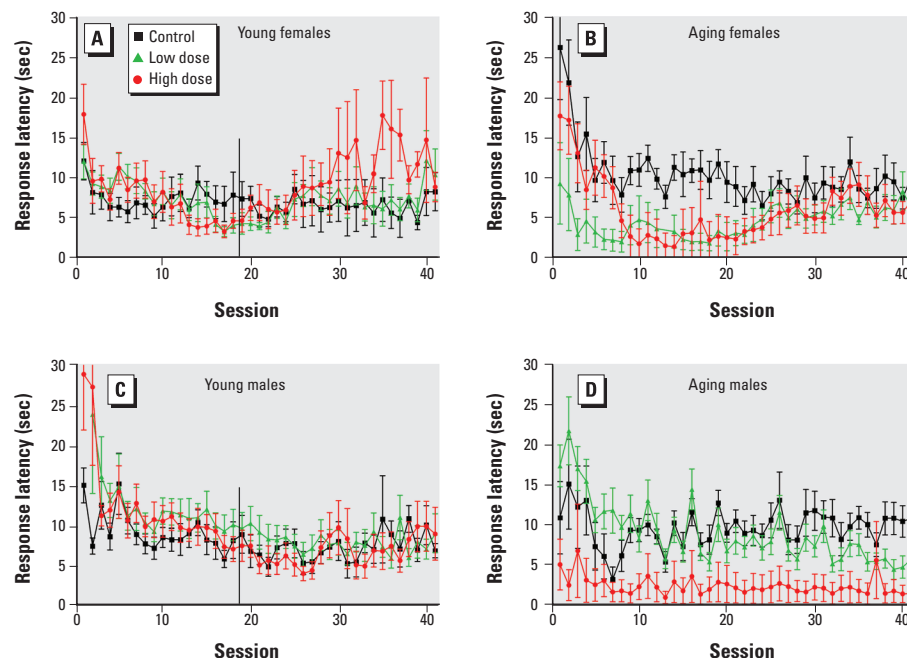 A
Young females
Control
Low dose
High dose
Response latency (sec)
30
25
20
15
10
5
0
0
10
20
30
40
Session
B
Aging females
Response latency (sec)
30
25
20
15
10
5
0
0
10
20
30
40
Session
C
Young males
Response latency (sec)
30
25
20
15
10
5
0
0
10
20
30
40
Session
D
Aging males
Response latency (sec)
30
25
20
15
10
5
0
0
10
20
30
40
Session